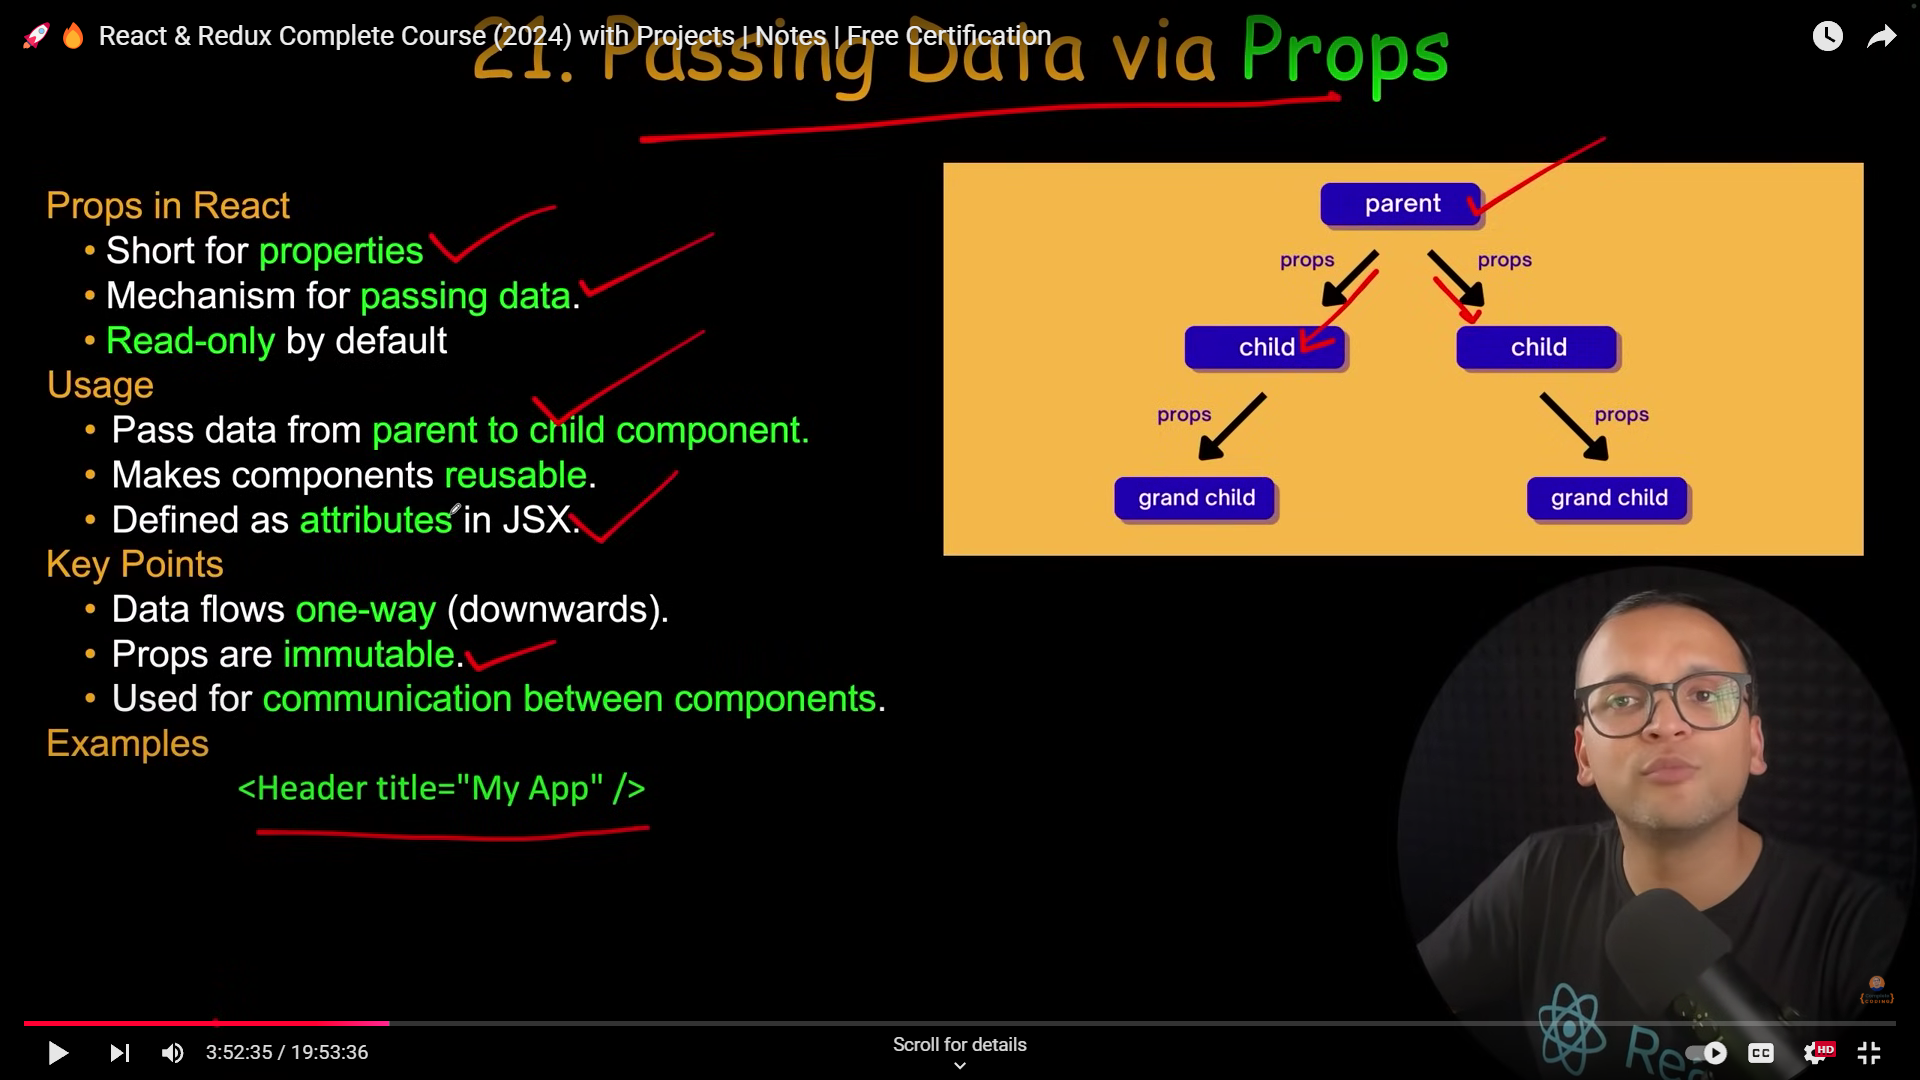 🚀 🔥 React & Redux Complete Course (2024) with Projects | Notes | Free Certification
21. Passing Data via Props
Props in React
• Short for properties
• Mechanism for passing data.
• Read-only by default
Usage
• Pass data from parent to child component.
• Makes components reusable.
• Defined as attributes in JSX.
Key Points
• Data flows one-way (downwards).
• Props are immutable.
• Used for communication between components.
Examples
<Header title="My App" />
parent
props props
child child
props props
grand child grand child
3:52:35 / 19:53:36
Scroll for details
CC
HD